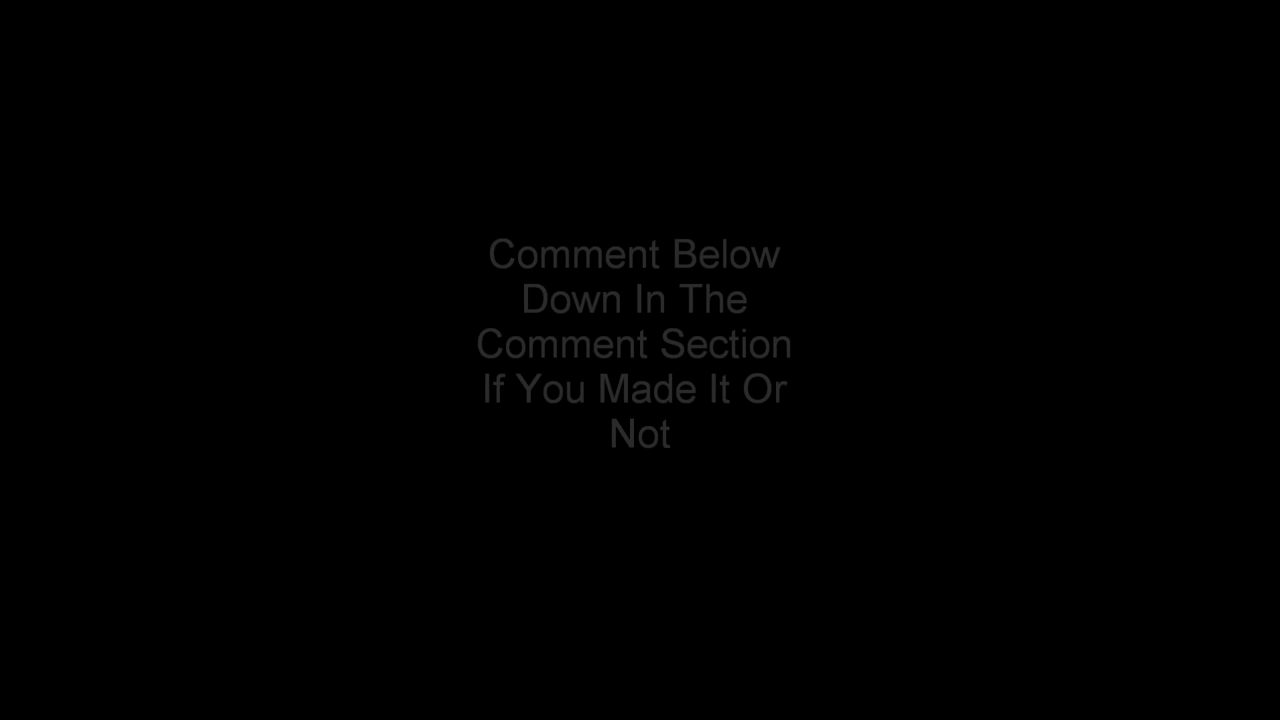 Comment Below
Down In The
Comment Section
If You Made It Or
Not